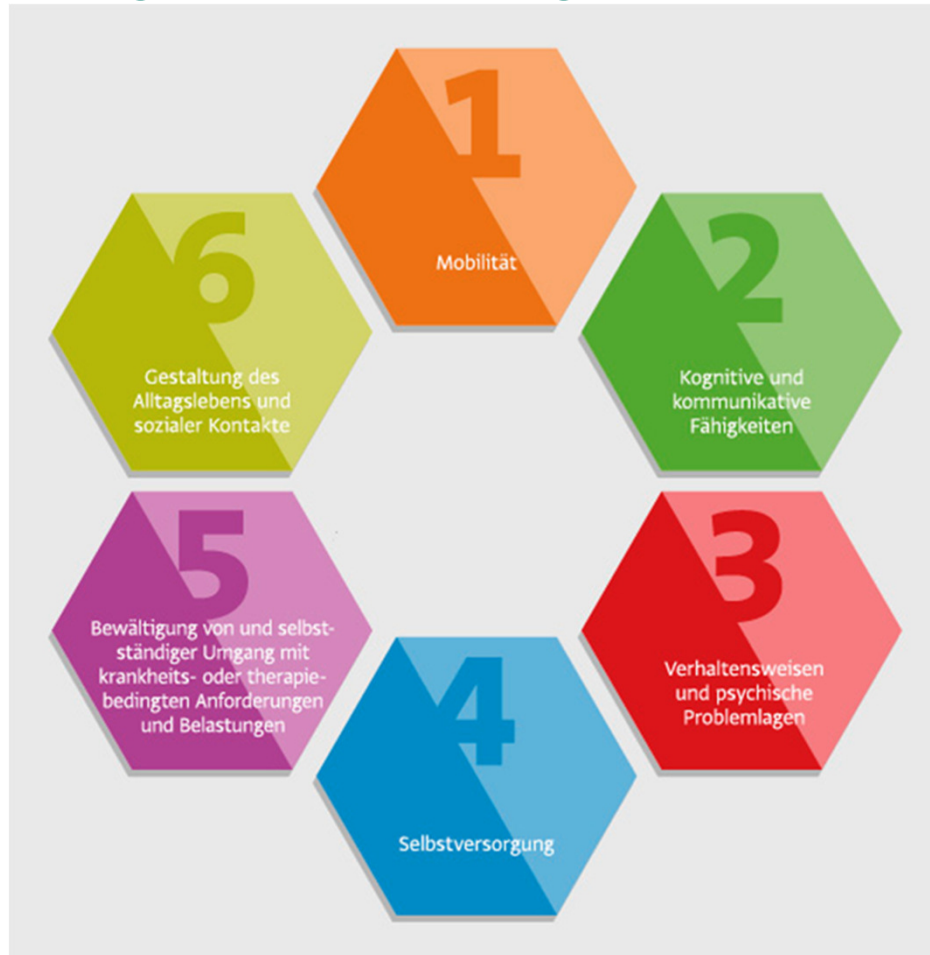 1
Mobilität
2
Kognitive und
kommunikative
Fähigkeiten
3
Verhaltensweisen
und psychische
Problemlagen
4
Selbstversorgung
5
Bewältigung von und selbst-
ständiger Umgang mit
krankheits- oder therapie-
bedingten Anforderungen
und Belastungen
6
Gestaltung des
Alltagslebens und
sozialer Kontakte